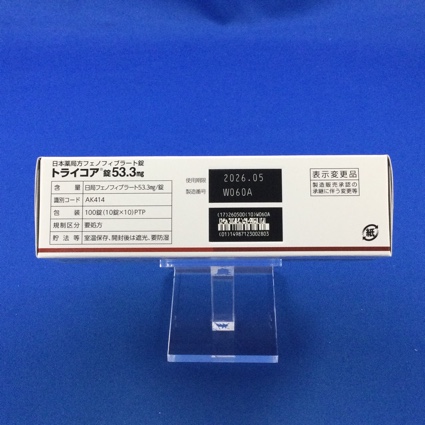 日本薬局方フェノフィブラート錠
トライコア®錠53.3mg
含 量 日局フェノフィブラート53.3mg/錠
識別コード AK414
包 装 100錠(10錠×10)PTP
規制区分 要処方
貯 法 等 室温保存、開封後は遮光、要防湿
使用期限 2026.05
製造番号 W060A
(17)260500(10)W060A
(01)14987123002803
表示変更品
製造販売承認の
承継に伴う変更等
紙